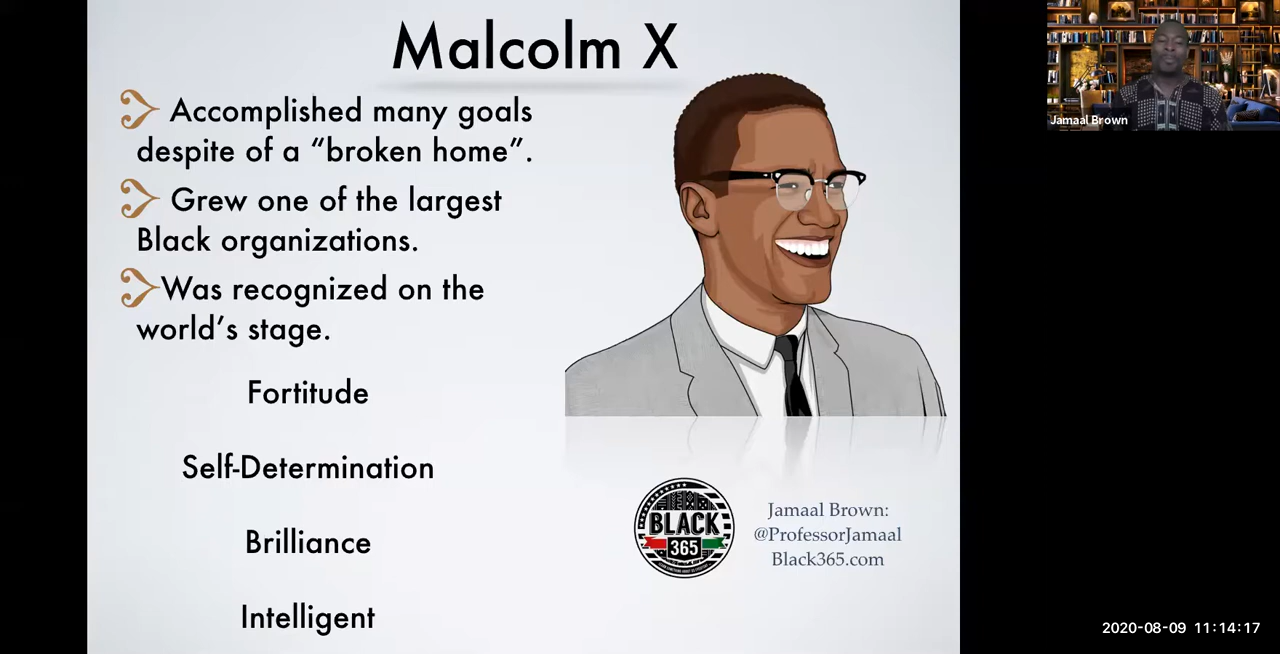 Malcolm X
Accomplished many goals
despite of a “broken home”.
Grew one of the largest
Black organizations.
Was recognized on the
world’s stage.
Fortitude
Self-Determination
Brilliance
Intelligent
BLACK
365
Jamaal Brown:
@ProfessorJamaal
Black365.com
Jamaal Brown
2020-08-09 11:14:17